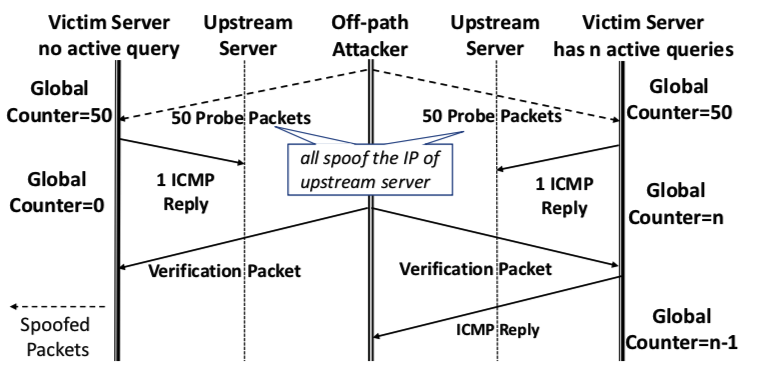 Victim Server
no active query
Upstream
Server
Off-path
Attacker
Upstream
Server
Victim Server
has n active queries
Global
Counter=50
50 Probe Packets
50 Probe Packets
Global
Counter=50
all spoof the IP of
upstream server
Global
Counter=0
1 ICMP
Reply
1 ICMP
Reply
Global
Counter=n
Verification Packet
Verification Packet
Spoofed
Packets
ICMP Reply
Global
Counter=n-1